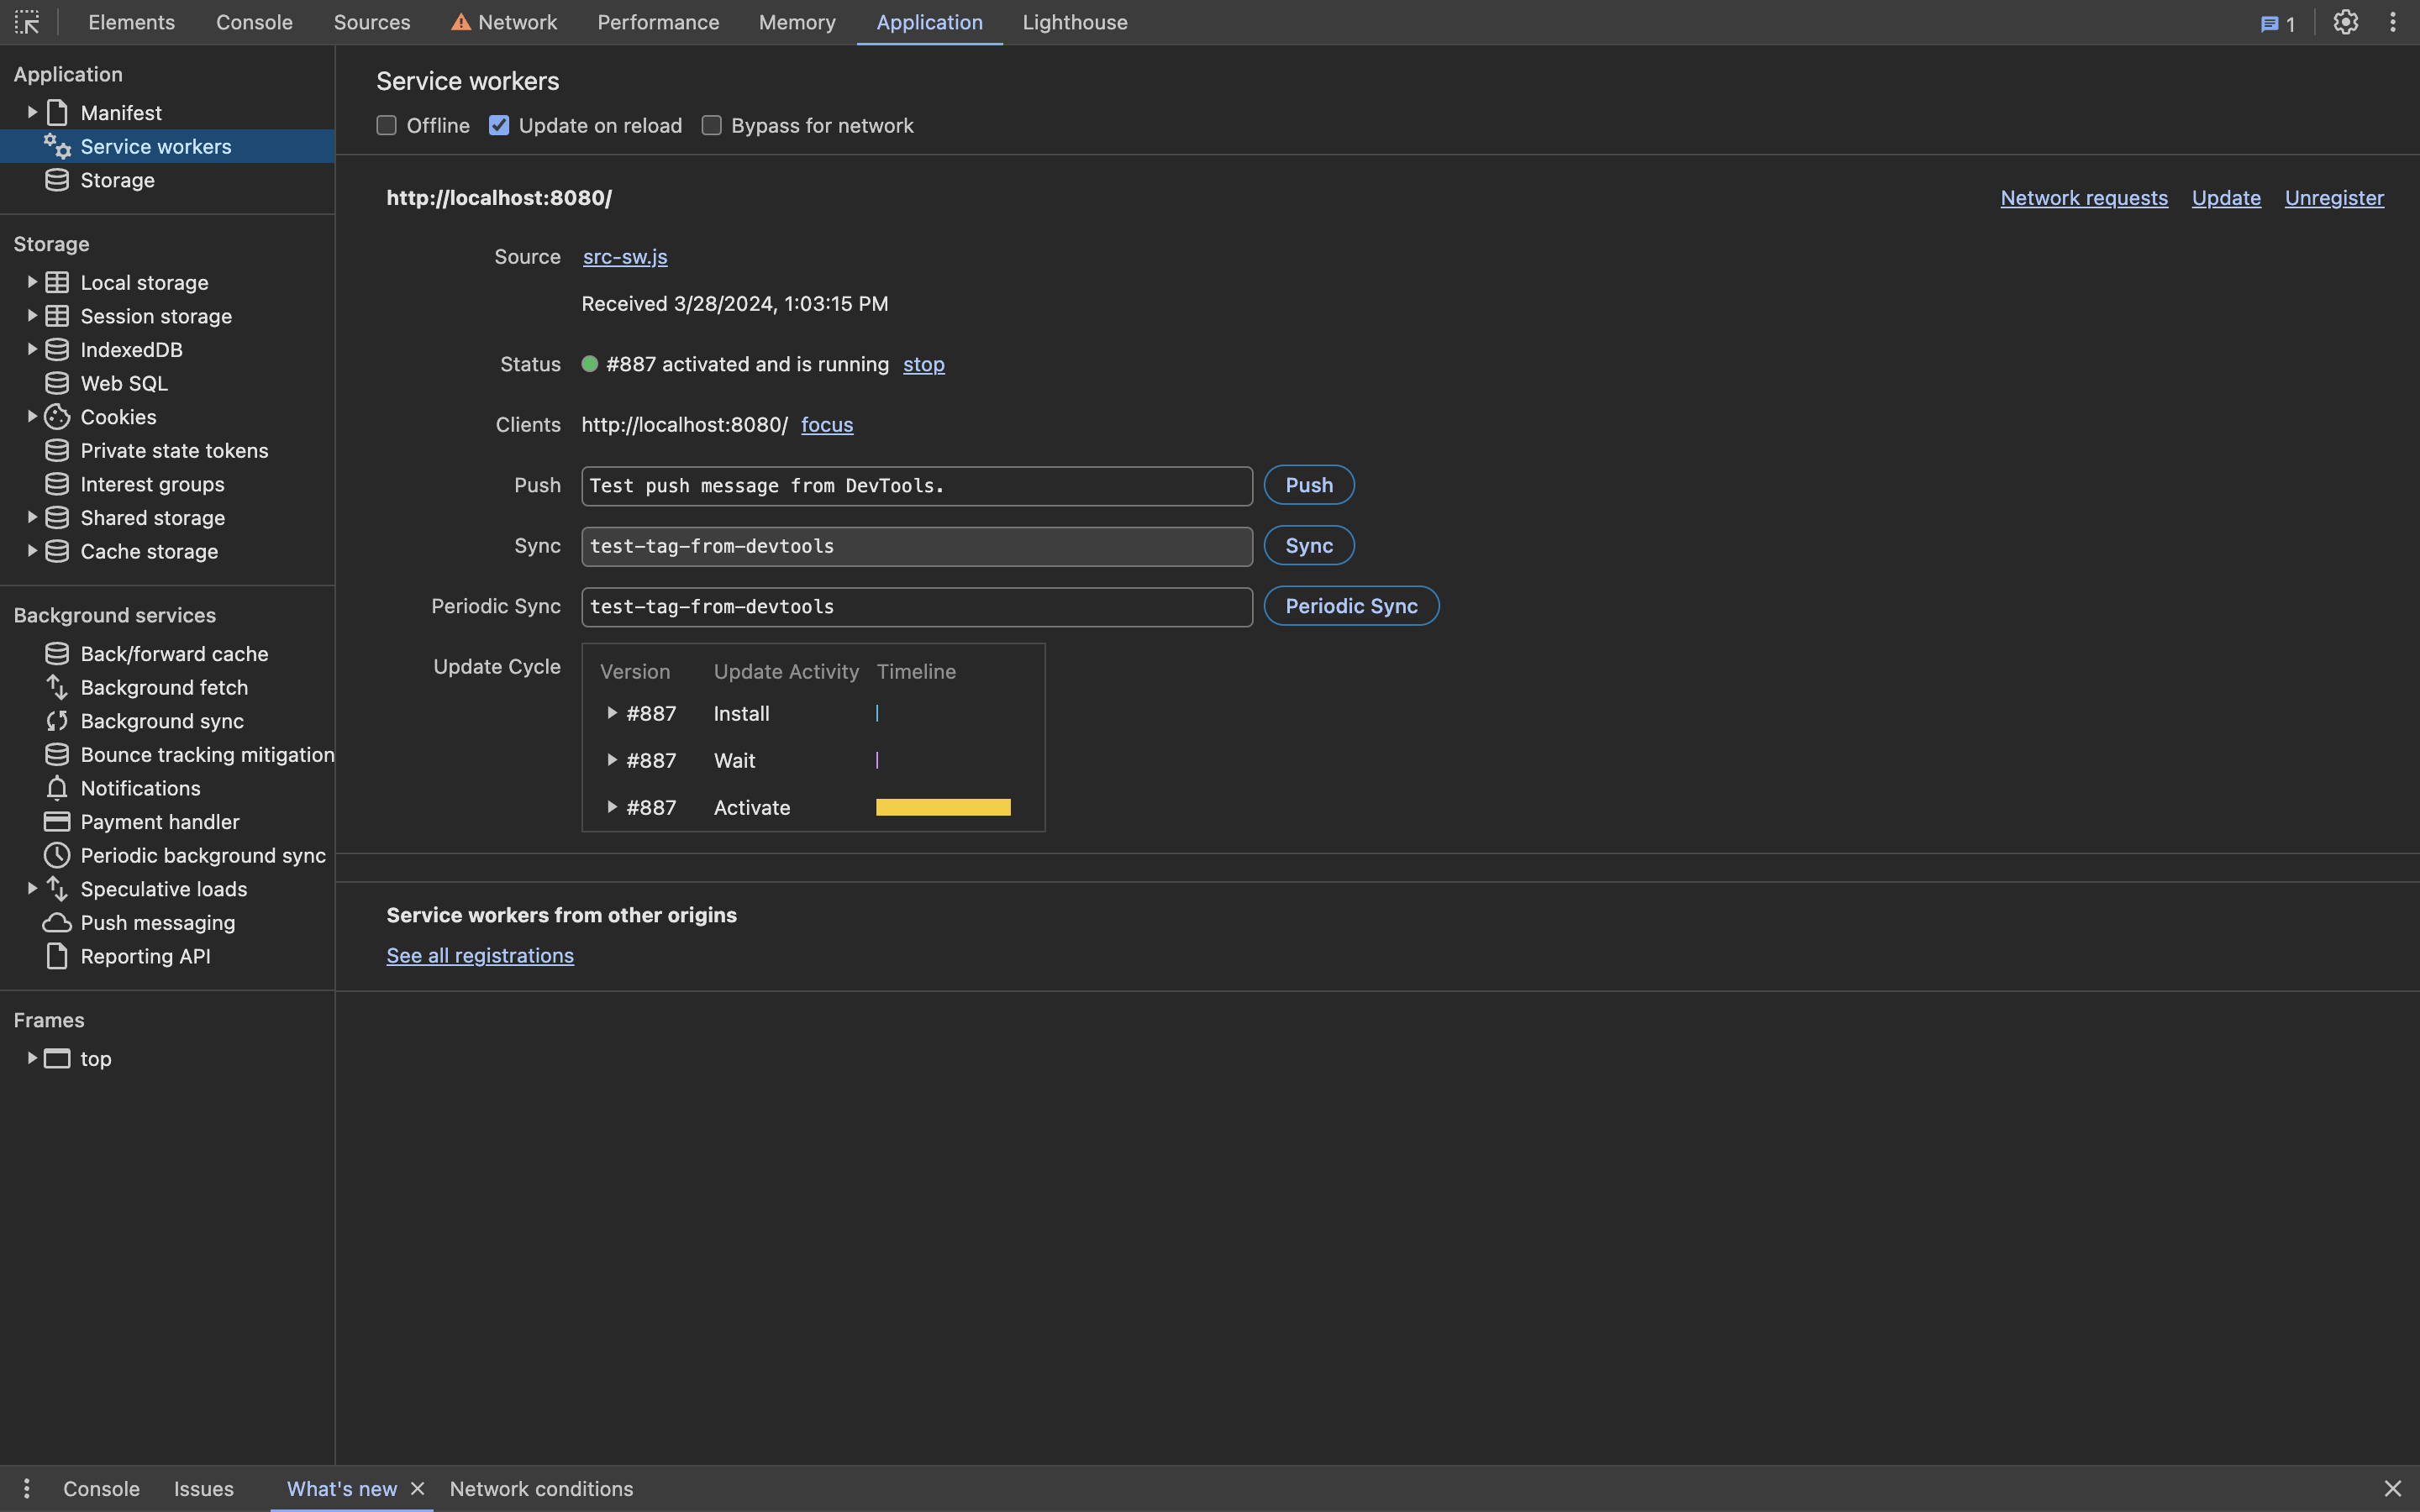 Elements Console Sources Network Performance Memory Application Lighthouse 1
Application
Manifest
Service workers
Storage
Storage
Local storage
Session storage
IndexedDB
Web SQL
Cookies
Private state tokens
Interest groups
Shared storage
Cache storage
Background services
Back/forward cache
Background fetch
Background sync
Bounce tracking mitigation
Notifications
Payment handler
Periodic background sync
Speculative loads
Push messaging
Reporting API
Frames
top
Service workers
Offline Update on reload Bypass for network
http://localhost:8080/ Network requests Update Unregister
Source src-sw.js
Received 3/28/2024, 1:03:15 PM
Status #887 activated and is running stop
Clients http://localhost:8080/ focus
Push Test push message from DevTools. Push
Sync test-tag-from-devtools Sync
Periodic Sync test-tag-from-devtools Periodic Sync
Update Cycle Version Update Activity Timeline
#887 Install
#887 Wait
#887 Activate
Service workers from other origins
See all registrations
Console Issues What's new Network conditions